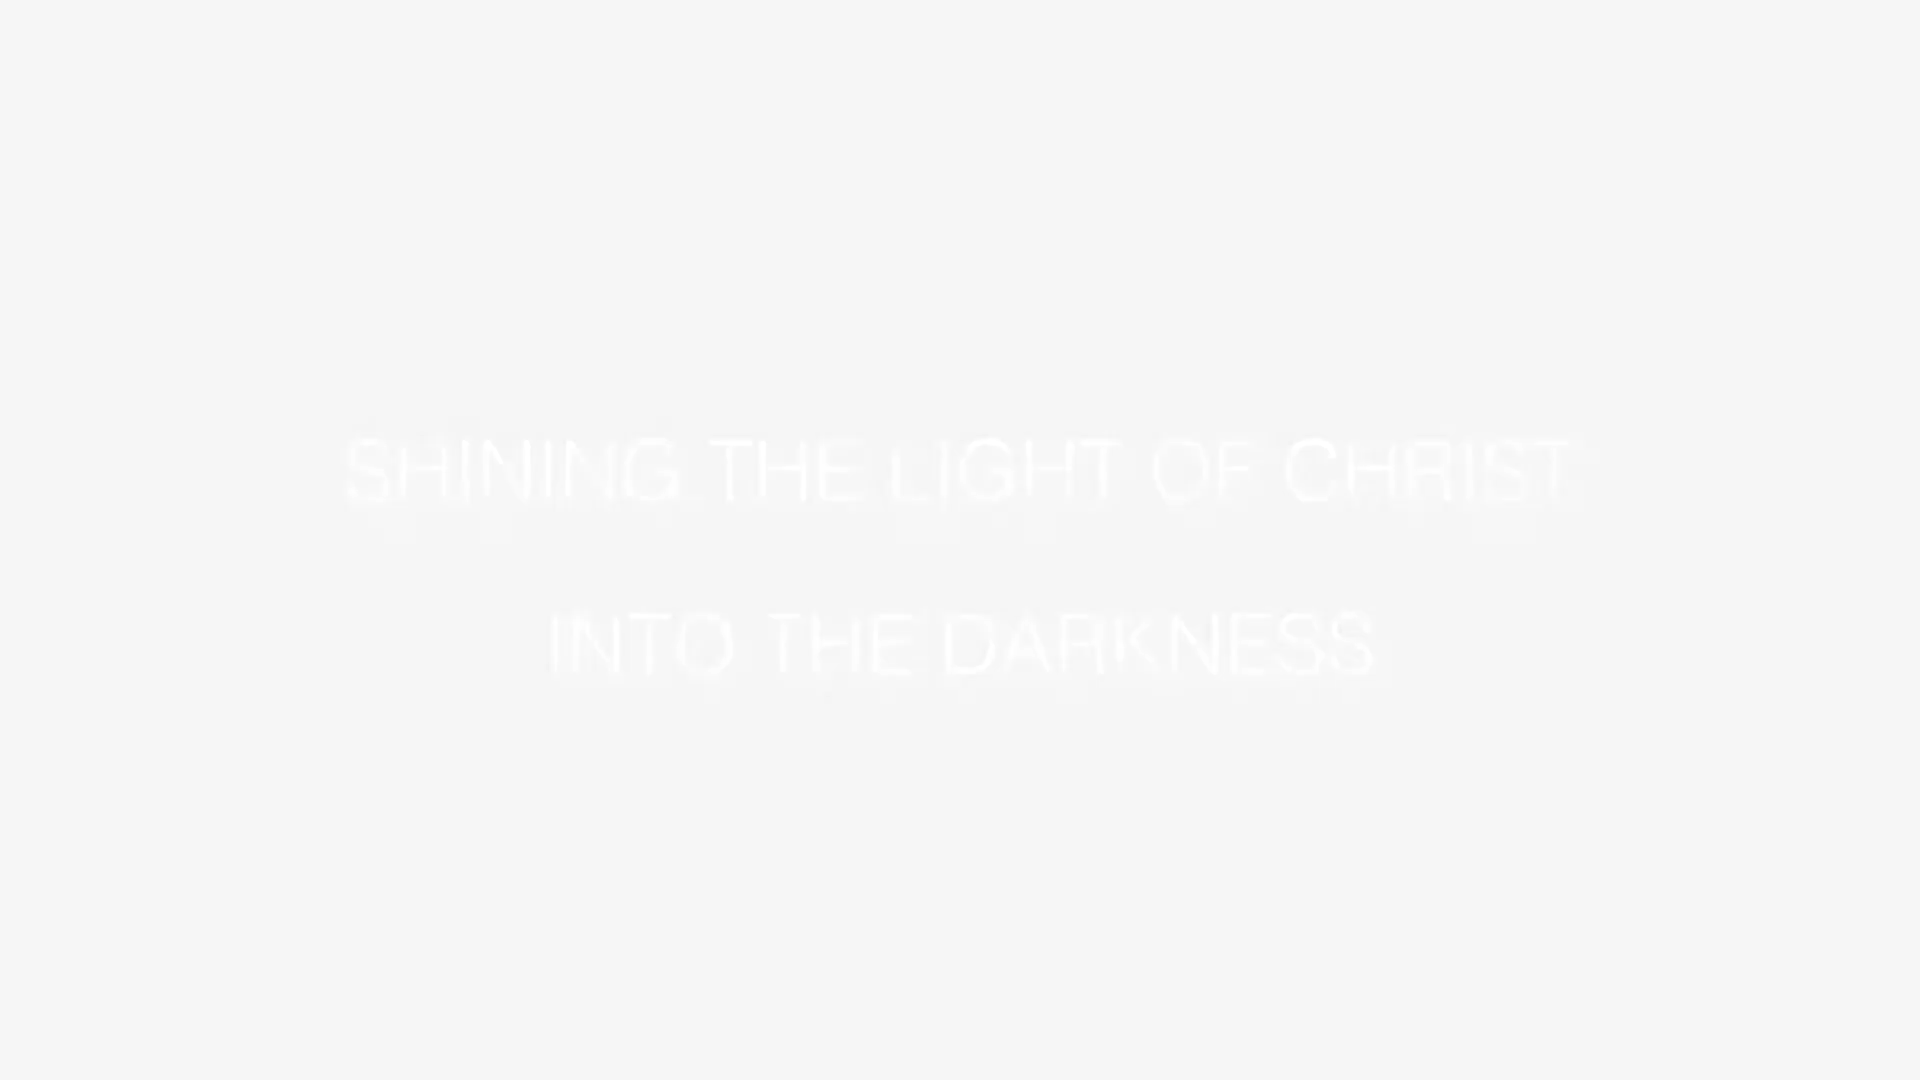 SHINING THE LIGHT OF CHRIST
INTO THE DARKNESS